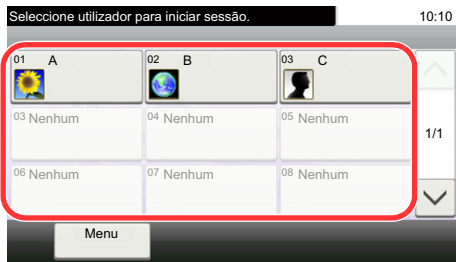 Seleccione utilizador para iniciar sessão. 10:10
01 A 02 B 03 C
03 Nenhum 04 Nenhum 05 Nenhum
1/1
06 Nenhum 07 Nenhum 08 Nenhum
Menu